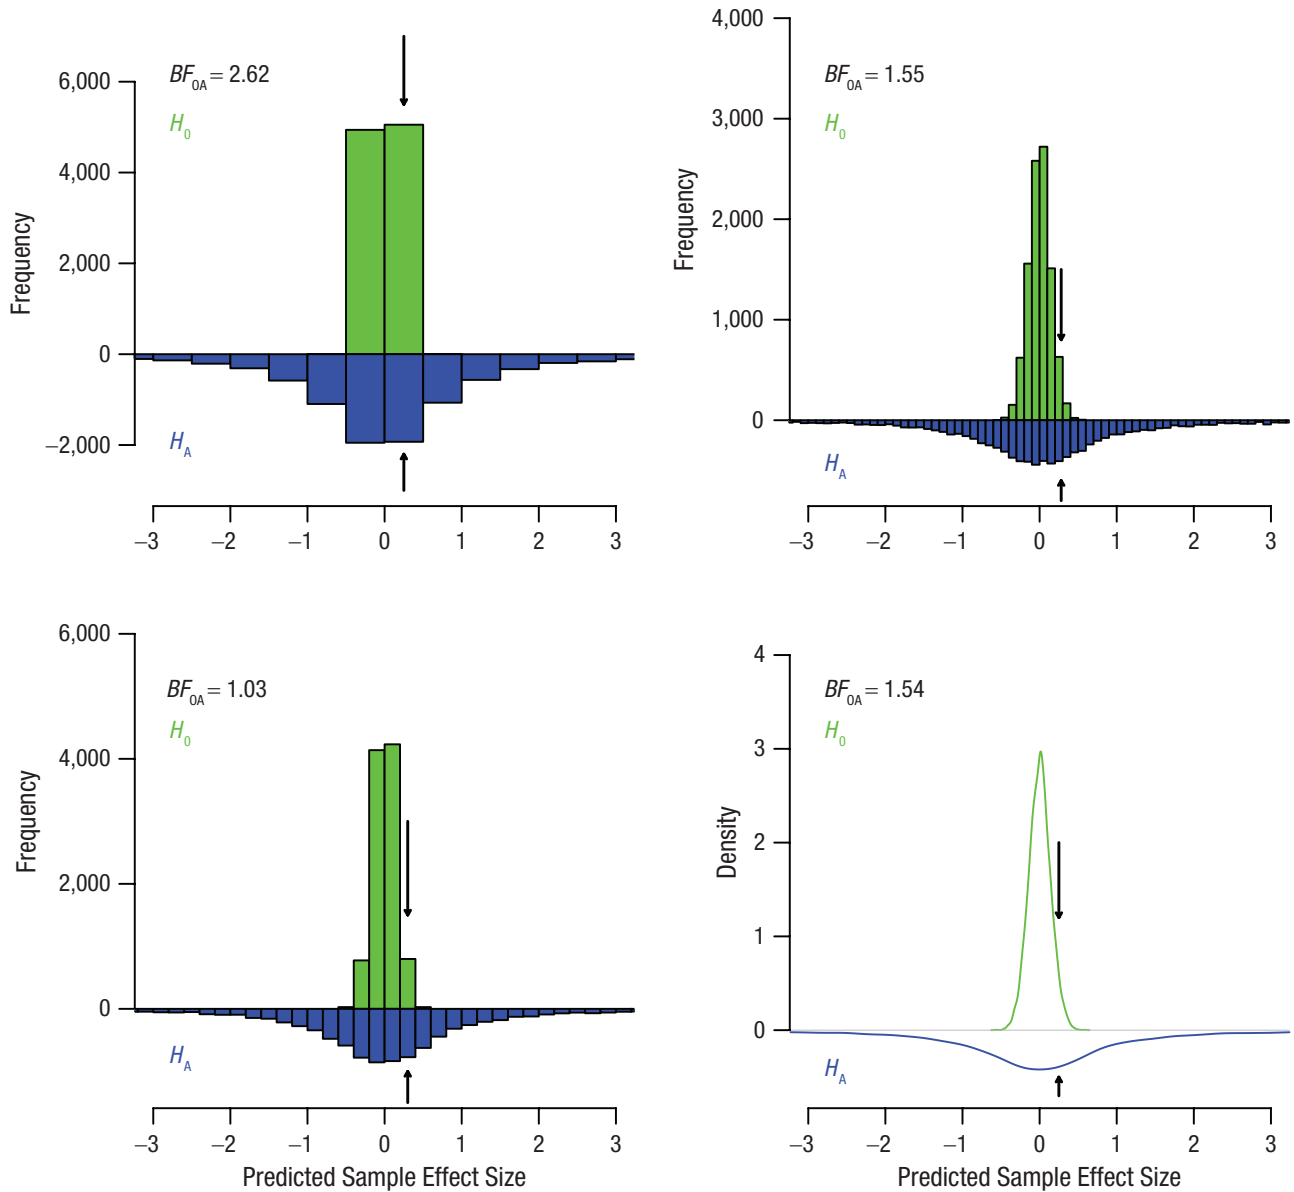 6,000
4,000
2,000
0
–2,000
Frequency
BF0A = 2.62
H0
HA
–3 –2 –1 0 1 2 3
4,000
3,000
2,000
1,000
0
Frequency
BF0A = 1.55
H0
HA
–3 –2 –1 0 1 2 3
6,000
4,000
2,000
0
Frequency
BF0A = 1.03
H0
HA
–3 –2 –1 0 1 2 3
Predicted Sample Effect Size
4
3
2
1
0
Density
BF0A = 1.54
H0
HA
–3 –2 –1 0 1 2 3
Predicted Sample Effect Size